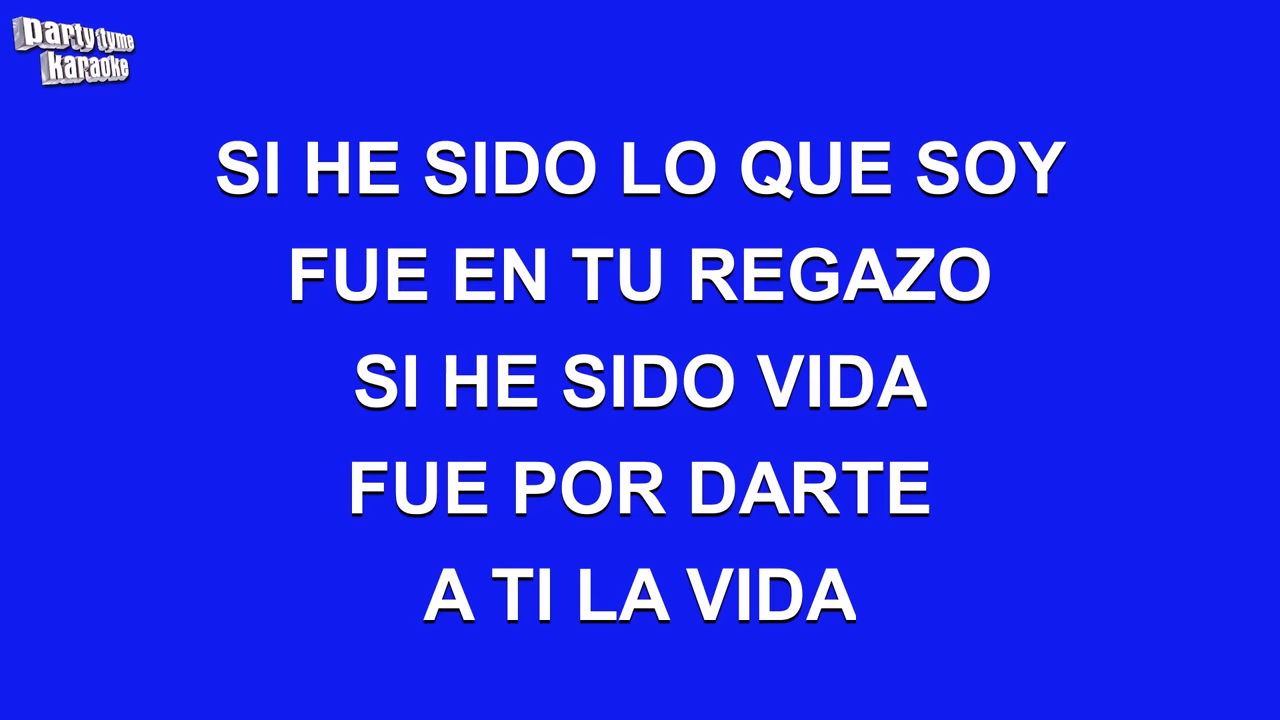 party tyme
karaoke
SI HE SIDO LO QUE SOY
FUE EN TU REGAZO
SI HE SIDO VIDA
FUE POR DARTE
A TI LA VIDA